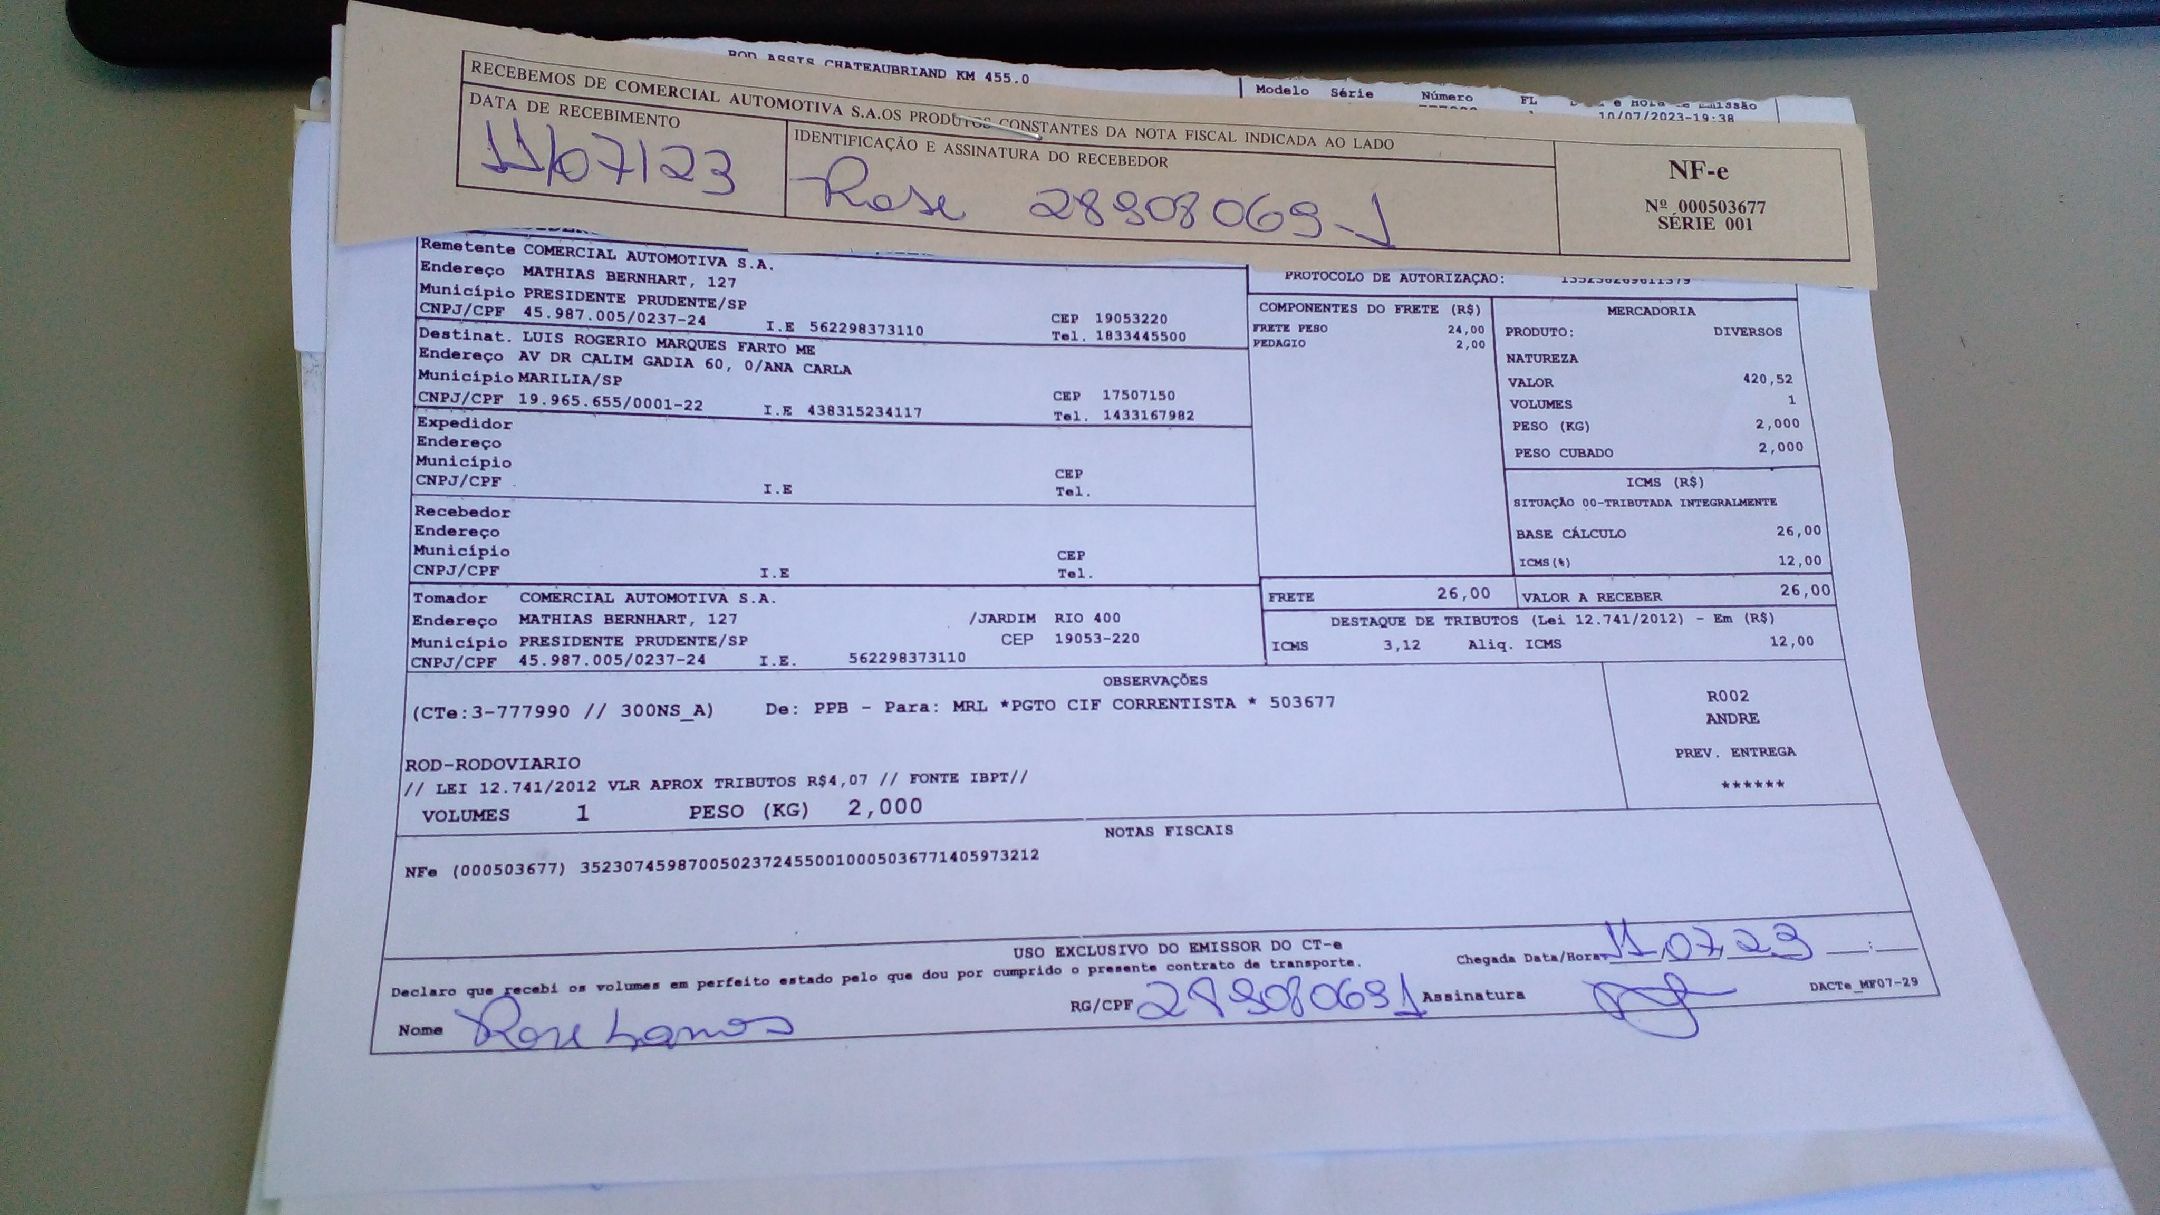 ROD ASSIS CHATEAUBRIAND KM 455.0
Modelo Série Número FL Data e Hora de Emissão
10/07/2023-19:38
RECEBEMOS DE COMERCIAL AUTOMOTIVA S.A.OS PRODUTOS CONSTANTES DA NOTA FISCAL INDICADA AO LADO
DATA DE RECEBIMENTO
11/07/23
IDENTIFICAÇÃO E ASSINATURA DO RECEBEDOR
Rose 28908069-1
NF-e
Nº 000503677
SÉRIE 001
Remetente COMERCIAL AUTOMOTIVA S.A.
Endereço MATHIAS BERNHART, 127
Município PRESIDENTE PRUDENTE/SP
CEP 19053220
CNPJ/CPF 45.987.005/0237-24 I.E 562298373110 Tel. 1833445500
Destinat. LUIS ROGERIO MARQUES FARTO ME
Endereço AV DR CALIM GADIA 60, 0/ANA CARLA
Município MARILIA/SP CEP 17507150
CNPJ/CPF 19.965.655/0001-22 I.E 438315234117 Tel. 1433167982
Expedidor
Endereço
Município CEP
CNPJ/CPF I.E Tel.
Recebedor
Endereço
Município CEP
CNPJ/CPF I.E Tel.
Tomador COMERCIAL AUTOMOTIVA S.A.
Endereço MATHIAS BERNHART, 127 /JARDIM RIO 400
Município PRESIDENTE PRUDENTE/SP CEP 19053-220
CNPJ/CPF 45.987.005/0237-24 I.E. 562298373110
PROTOCOLO DE AUTORIZAÇÃO: 135230269611379
COMPONENTES DO FRETE (R$)
FRETE PESO 24,00
PEDAGIO 2,00
MERCADORIA
PRODUTO: DIVERSOS
NATUREZA
VALOR 420,52
VOLUMES 1
PESO (KG) 2,000
PESO CUBADO 2,000
ICMS (R$)
SITUAÇÃO 00-TRIBUTADA INTEGRALMENTE
BASE CÁLCULO 26,00
ICMS(%) 12,00
FRETE 26,00 VALOR A RECEBER 26,00
DESTAQUE DE TRIBUTOS (Lei 12.741/2012) - Em (R$)
ICMS 3,12 Aliq. ICMS 12,00
OBSERVAÇÕES
(CTe:3-777990 // 300NS_A) De: PPB - Para: MRL *PGTO CIF CORRENTISTA * 503677
ROD-RODOVIARIO
// LEI 12.741/2012 VLR APROX TRIBUTOS R$4,07 // FONTE IBPT//
VOLUMES 1 PESO (KG) 2,000
R002
ANDRE
PREV. ENTREGA
******
NOTAS FISCAIS
NFe (000503677) 35230745987005023724550010005036771405973212
USO EXCLUSIVO DO EMISSOR DO CT-e
Declaro que recebi os volumes em perfeito estado pelo que dou por cumprido o presente contrato de transporte.
Chegada Data/Hora: 11 07 23 __:__
Nome Rose Lamos RG/CPF 289080691 Assinatura
DACTe_MF07-29